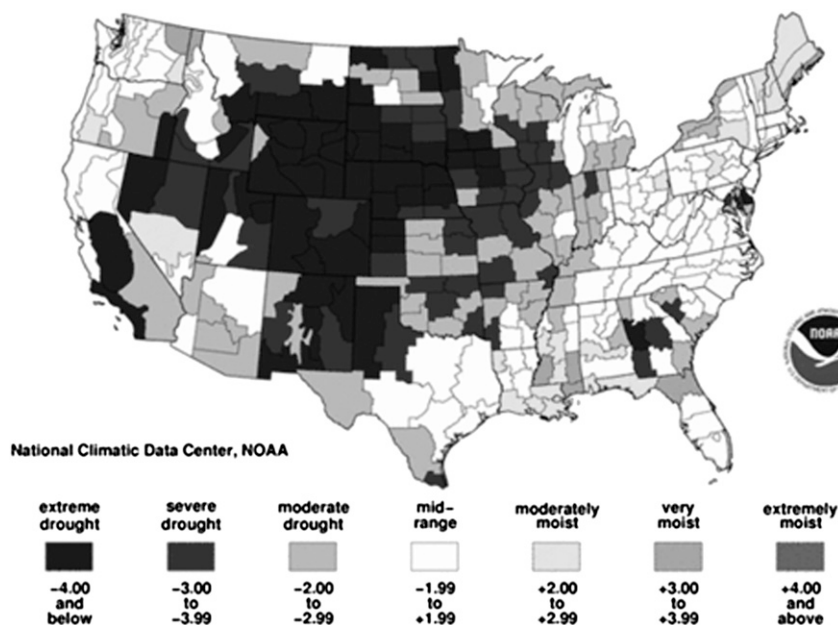 NOAA
National Climatic Data Center, NOAA
extreme
drought
severe
drought
moderate
drought
mid-
range
moderately
moist
very
moist
extremely
moist
-4.00
and
below
-3.00
to
-3.99
-2.00
to
-2.99
-1.99
to
+1.99
+2.00
to
+2.99
+3.00
to
+3.99
+4.00
and
above